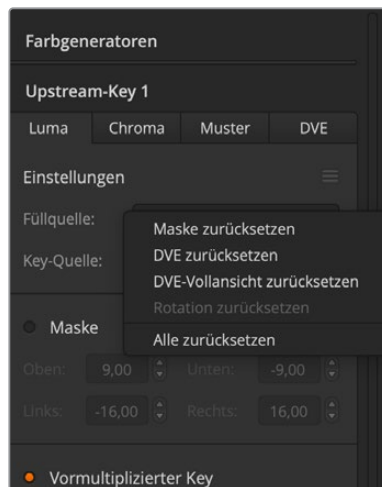 Farbgeneratoren
Upstream-Key 1
Luma Chroma Muster DVE
Einstellungen
Füllquelle:
Maske zurücksetzen
DVE zurücksetzen
Key-Quelle:
DVE-Vollansicht zurücksetzen
Rotation zurücksetzen
Maske
Alle zurücksetzen
Oben: 9,00 Unten: -9,00
Links: -16,00 Rechts: 16,00
Vormultiplizierter Key